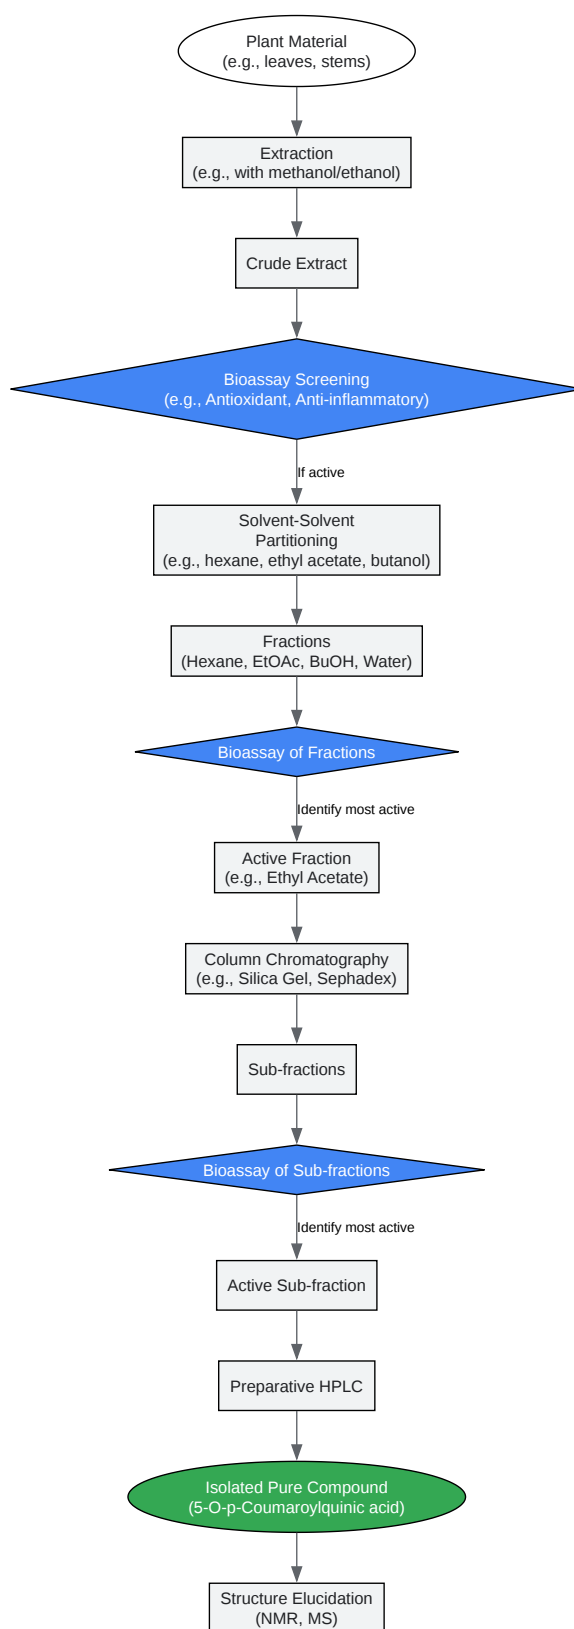 Plant Material
(e.g., leaves, stems)
Extraction
(e.g., with methanol/ethanol)
Crude Extract
Bioassay Screening
(e.g., Antioxidant, Anti-inflammatory)
If active
Solvent-Solvent
Partitioning
(e.g., hexane, ethyl acetate, butanol)
Fractions
(Hexane, EtOAc, BuOH, Water)
Bioassay of Fractions
Identify most active
Active Fraction
(e.g., Ethyl Acetate)
Column Chromatography
(e.g., Silica Gel, Sephadex)
Sub-fractions
Bioassay of Sub-fractions
Identify most active
Active Sub-fraction
Preparative HPLC
Isolated Pure Compound
(5-O-p-Coumaroylquinic acid)
Structure Elucidation
(NMR, MS)